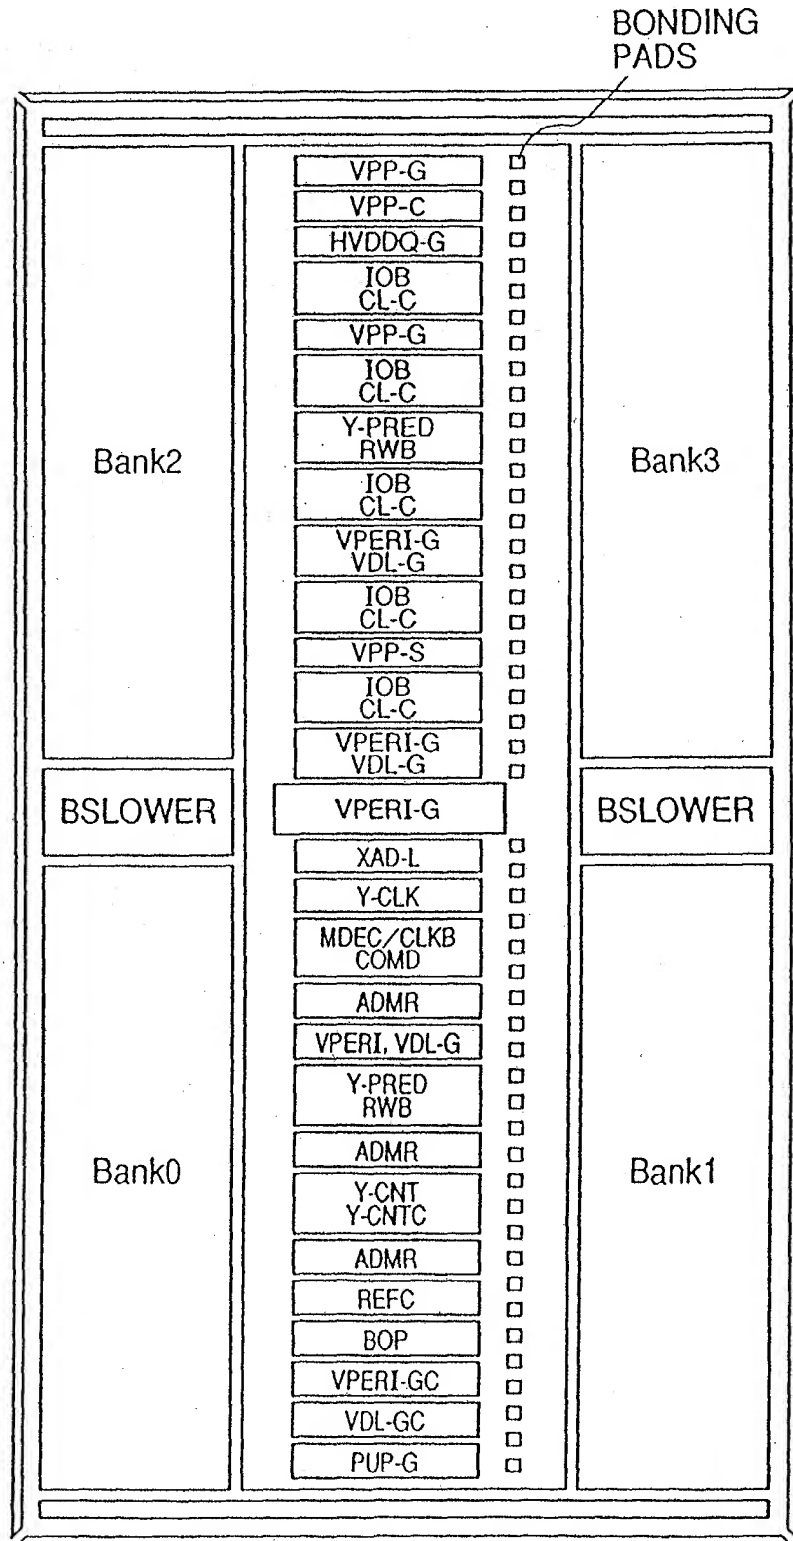 BONDING
PADS
VPP-G
VPP-C
HVDDQ-G
IOB
CL-C
VPP-G
IOB
CL-C
Y-PRED
RWB
Bank2
Bank3
IOB
CL-C
VPERI-G
VDL-G
IOB
CL-C
VPP-S
IOB
CL-C
VPERI-G
VDL-G
BSLOWER
VPERI-G
BSLOWER
XAD-L
Y-CLK
MDEC/CLKB
COMD
ADMR
VPERI, VDL-G
Y-PRED
RWB
ADMR
Bank0
Bank1
Y-CNT
Y-CNTC
ADMR
REFC
BOP
VPERI-GC
VDL-GC
PUP-G